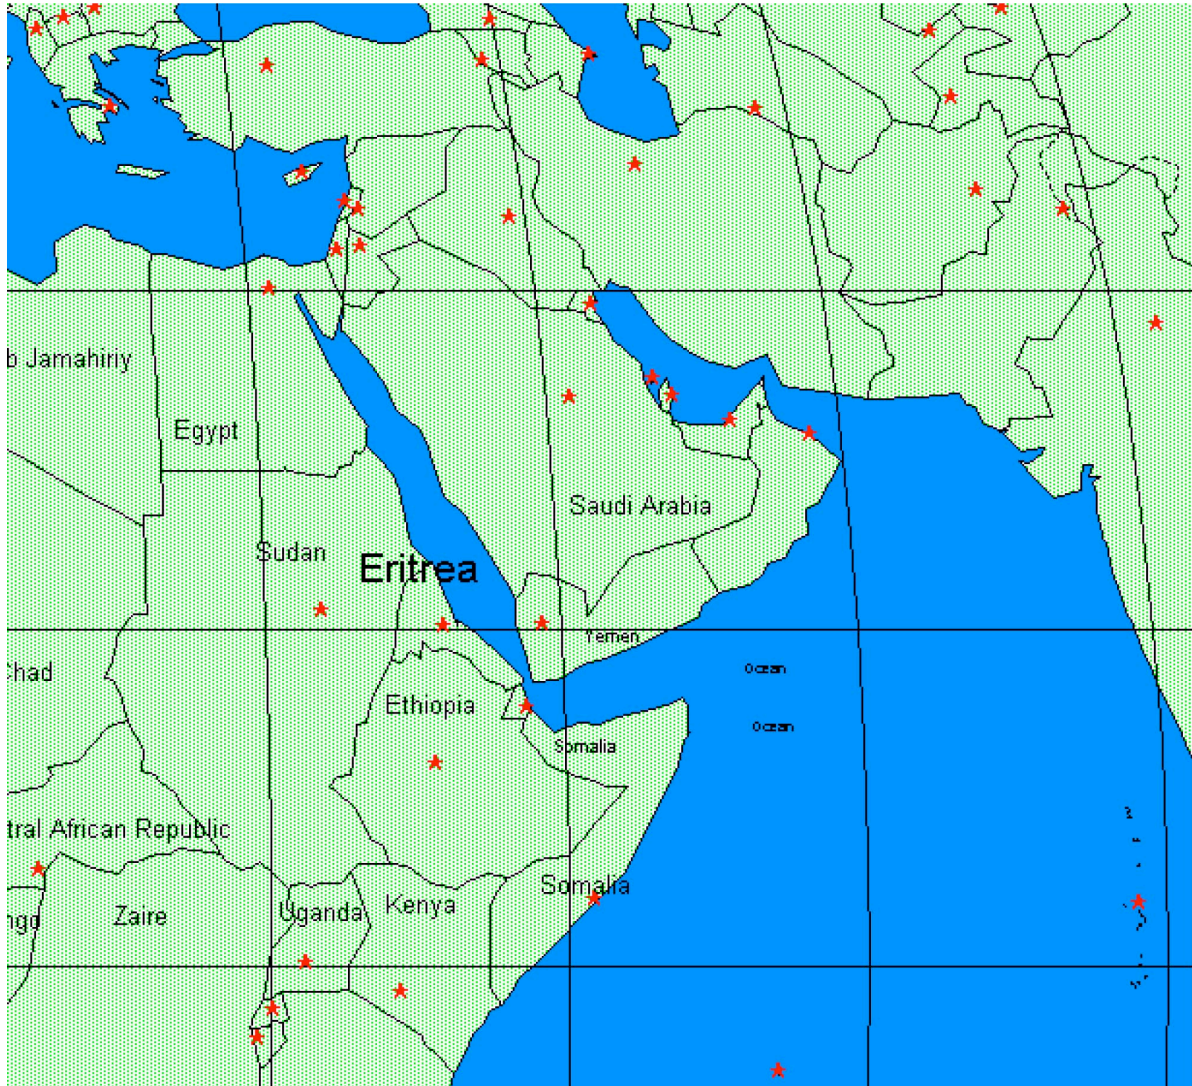 b Jamahiriy
Egypt
Saudi Arabia
Sudan
Eritrea
Yemen
Ocean
Chad
Ethiopia
Ocean
Somalia
tral African Republic
Somalia
Kenya
Uganda
Zaire
ngo